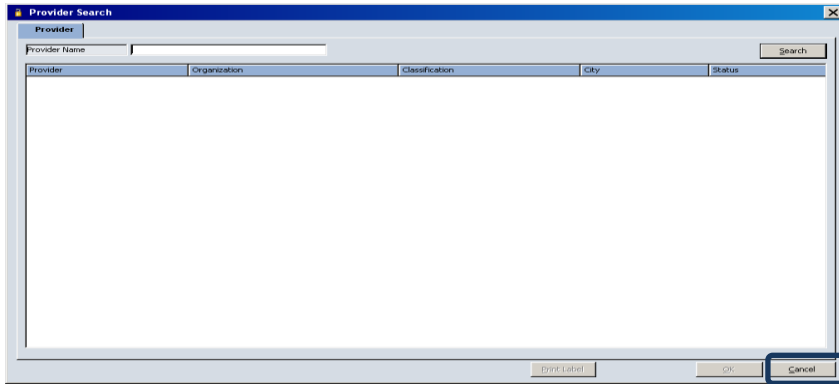 Provider Search
Provider
Provider Name
Search
Provider Organization Classification City Status
Print Label OK Cancel